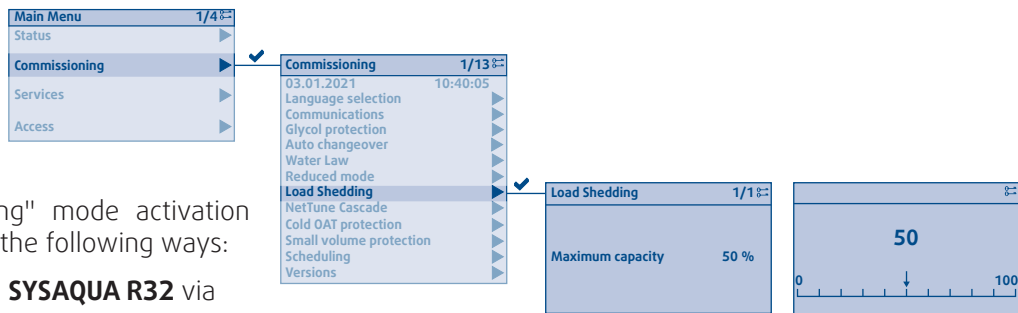 Main Menu 1/4
Status
Commissioning
Services
Access
Commissioning 1/13
03.01.2021 10:40:05
Language selection
Communications
Glycol protection
Auto changeover
Water Law
Reduced mode
Load Shedding
NetTune Cascade
Cold OAT protection
Small volume protection
Scheduling
Versions
Load Shedding 1/1
Maximum capacity 50 %
50
0 100
ng" mode activation
the following ways:
SYSAQUA R32 via